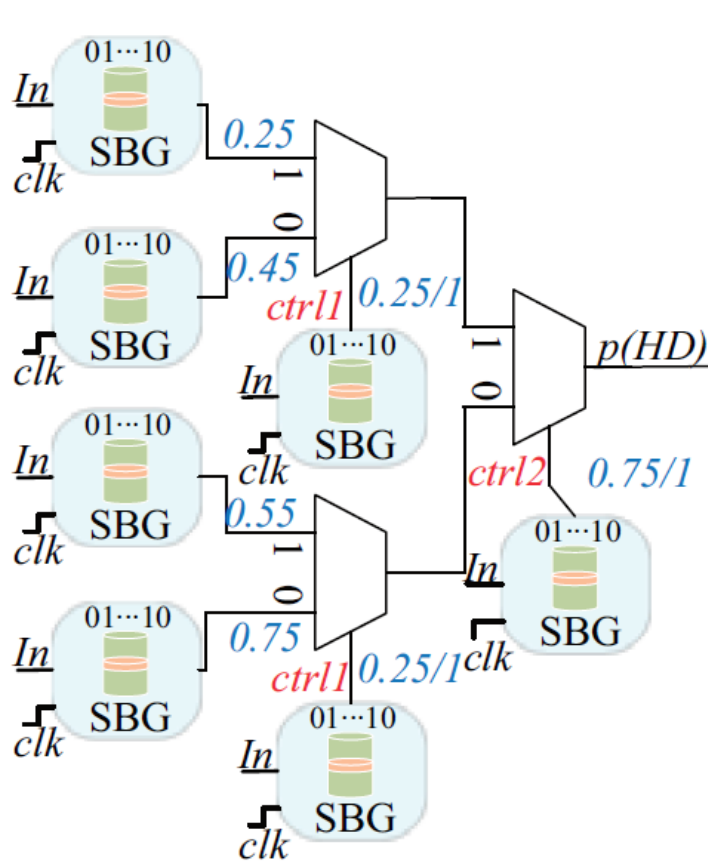 01···10
In
SBG
clk
0.25
1
0
01···10
In
SBG
clk
0.45
ctrl1
0.25/1
01···10
In
SBG
clk
1
0
p(HD)
ctrl2
0.75/1
01···10
In
SBG
clk
01···10
In
SBG
clk
0.55
1
0
01···10
In
SBG
clk
0.75
ctrl1
0.25/1
01···10
In
SBG
clk